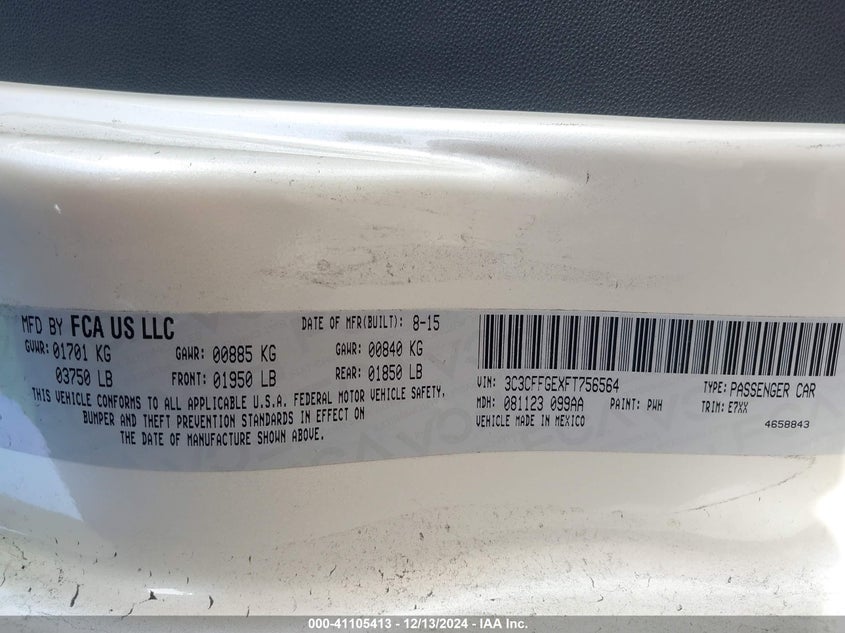 MFD BY FCA US LLC DATE OF MFR(BUILT): 8-15
GVWR: 01701 KG GAWR: 00885 KG GAWR: 00840 KG
03750 LB FRONT: 01950 LB REAR: 01850 LB
THIS VEHICLE CONFORMS TO ALL APPLICABLE U.S.A. FEDERAL MOTOR VEHICLE SAFETY,
BUMPER AND THEFT PREVENTION STANDARDS IN EFFECT ON
THE DATE OF MANUFACTURE SHOWN ABOVE.
VIN: 3C3CFFGEXFT756564 TYPE: PASSENGER CAR
MDH: 081123 099AA PAINT: PWH TRIM: E7XX
VEHICLE MADE IN MEXICO 4658843
000-41105413 - 12/13/2024 - IAA Inc.